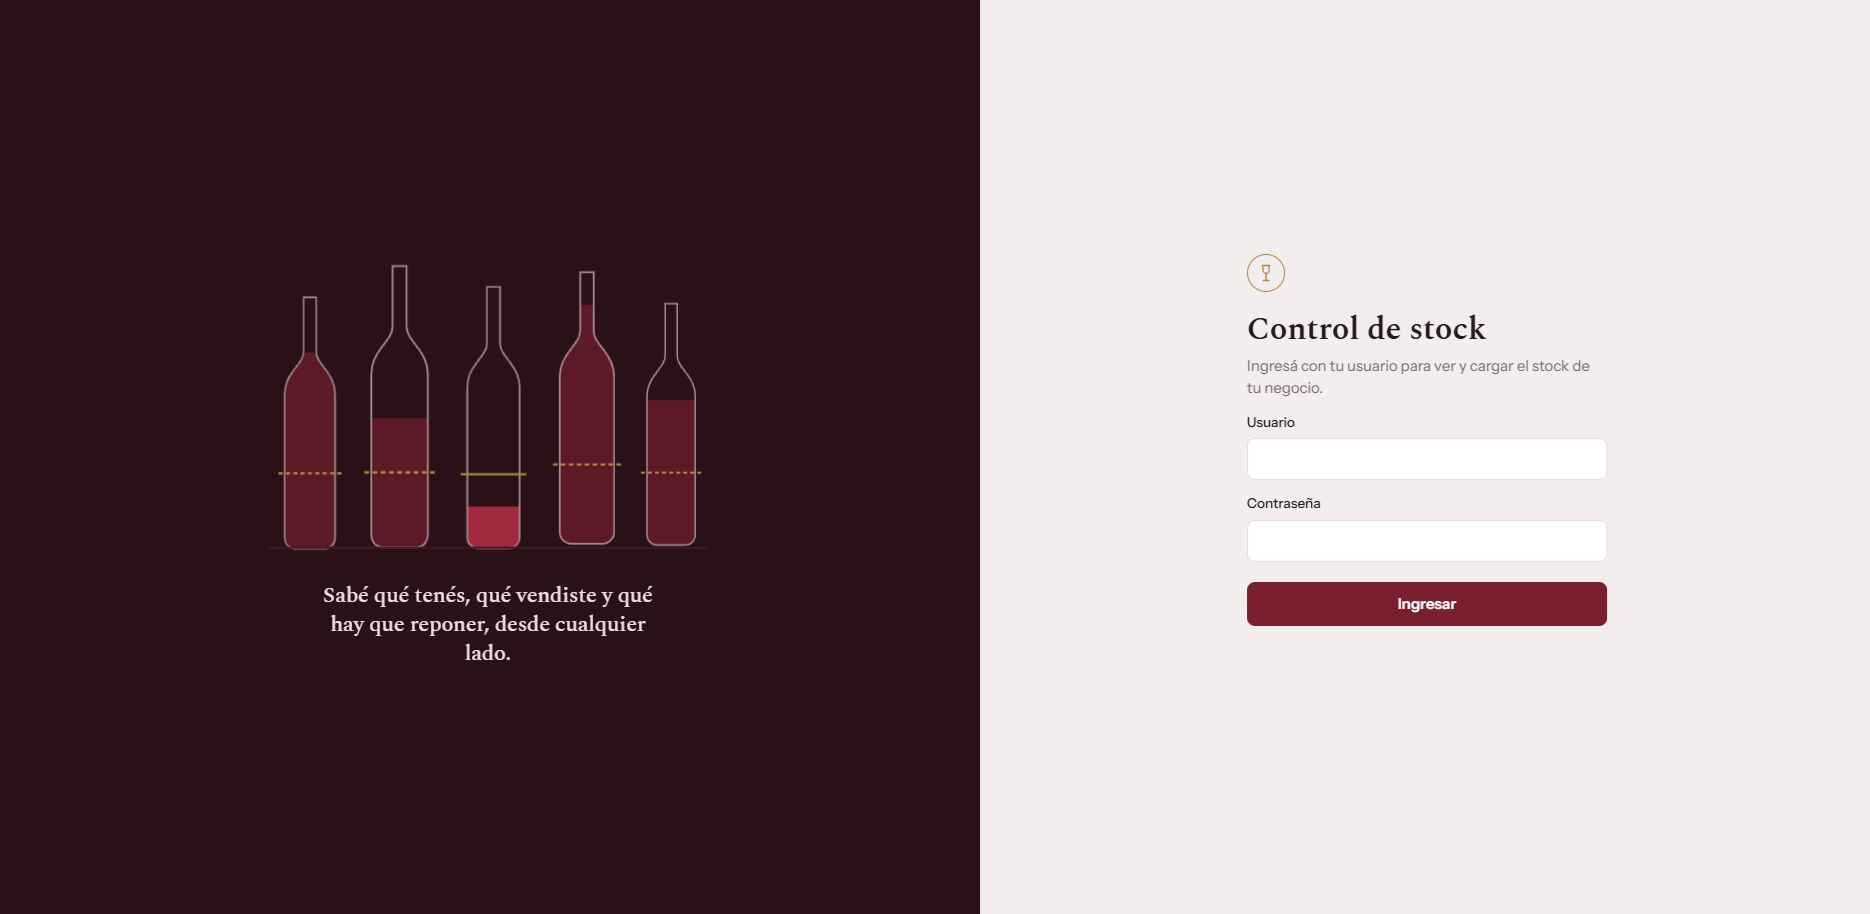 Sabé qué tenés, qué vendiste y qué
hay que reponer, desde cualquier
lado.
Control de stock
Ingresá con tu usuario para ver y cargar el stock de
tu negocio.
Usuario
Contraseña
Ingresar